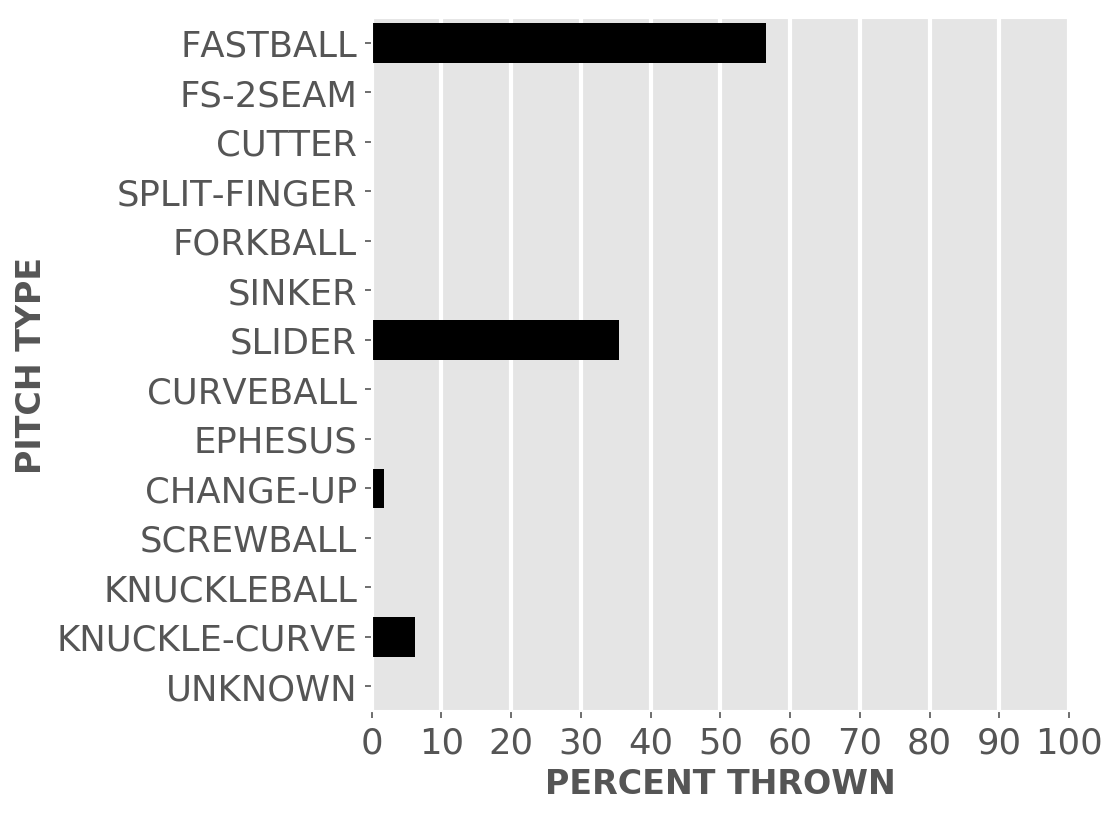 FASTBALL
FS-2SEAM
CUTTER
SPLIT-FINGER
FORKBALL
SINKER
SLIDER
CURVEBALL
EPHESUS
CHANGE-UP
SCREWBALL
KNUCKLEBALL
KNUCKLE-CURVE
UNKNOWN
PITCH TYPE
0 10 20 30 40 50 60 70 80 90 100
PERCENT THROWN